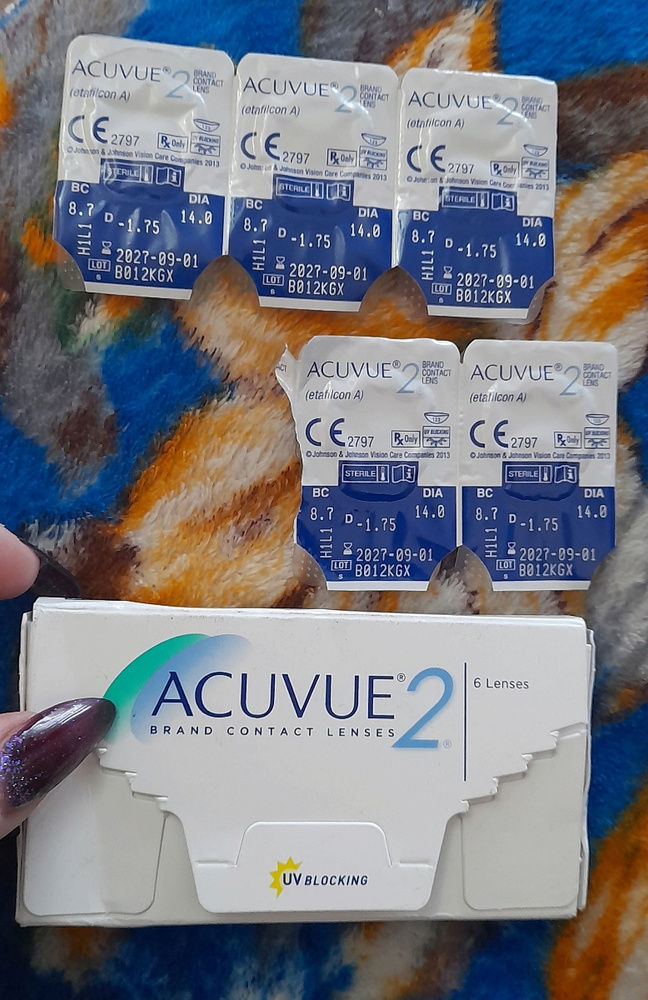 ACUVUE® 2 BRAND CONTACT LENS
(etafilcon A)
CE 2797 Rx Only UV BLOCKING
© Johnson & Johnson Vision Care Companies 2013
STERILE
BC DIA
8.7 D -1.75 14.0
H1L1 2027-09-01
LOT B012KGX
S
ACUVUE® 2 BRAND CONTACT LENS
(etafilcon A)
CE 2797 Rx Only UV BLOCKING
© Johnson & Johnson Vision Care Companies 2013
STERILE
BC DIA
8.7 D -1.75 14.0
H1L1 2027-09-01
LOT B012KGX
S
ACUVUE® 2 BRAND CONTACT LENS
(etafilcon A)
CE 2797 Rx Only UV BLOCKING
© Johnson & Johnson Vision Care Companies 2013
STERILE
BC DIA
8.7 D -1.75 14.0
H1L1 2027-09-01
LOT B012KGX
S
ACUVUE® 2 BRAND CONTACT LENS
(etafilcon A)
CE 2797 Rx Only UV BLOCKING
© Johnson & Johnson Vision Care Companies 2013
STERILE
BC DIA
8.7 D -1.75 14.0
H1L1 2027-09-01
LOT B012KGX
S
ACUVUE® 2 BRAND CONTACT LENS
(etafilcon A)
CE 2797 Rx Only UV BLOCKING
© Johnson & Johnson Vision Care Companies 2013
STERILE
BC DIA
8.7 D -1.75 14.0
H1L1 2027-09-01
LOT B012KGX
S
ACUVUE® 2® 6 Lenses
BRAND CONTACT LENSES
UV BLOCKING